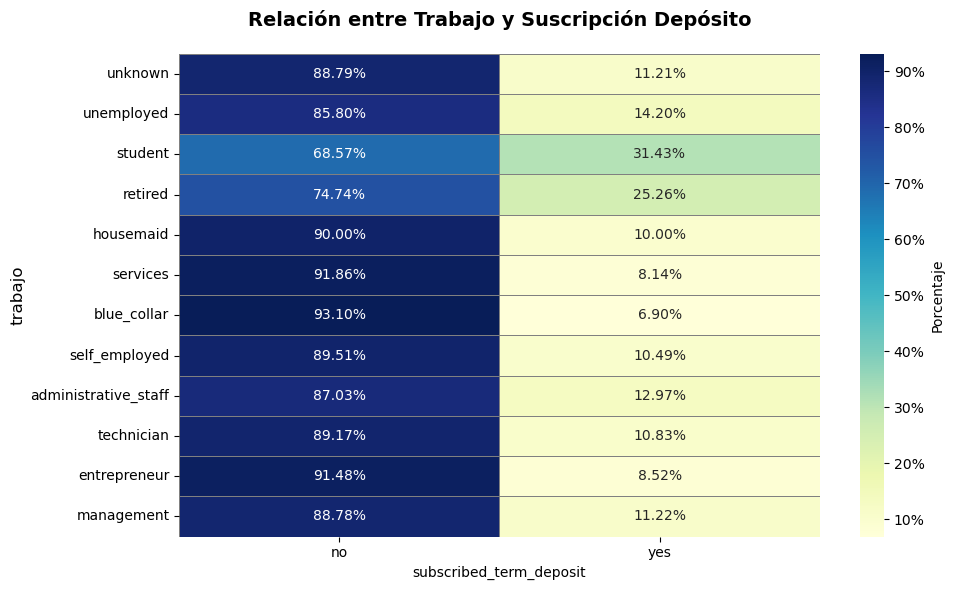 Relación entre Trabajo y Suscripción Depósito
trabajo
unknown 88.79% 11.21%
unemployed 85.80% 14.20%
student 68.57% 31.43%
retired 74.74% 25.26%
housemaid 90.00% 10.00%
services 91.86% 8.14%
blue_collar 93.10% 6.90%
self_employed 89.51% 10.49%
administrative_staff 87.03% 12.97%
technician 89.17% 10.83%
entrepreneur 91.48% 8.52%
management 88.78% 11.22%
no yes
subscribed_term_deposit
90%
80%
70%
60%
50%
40%
30%
20%
10%
Porcentaje